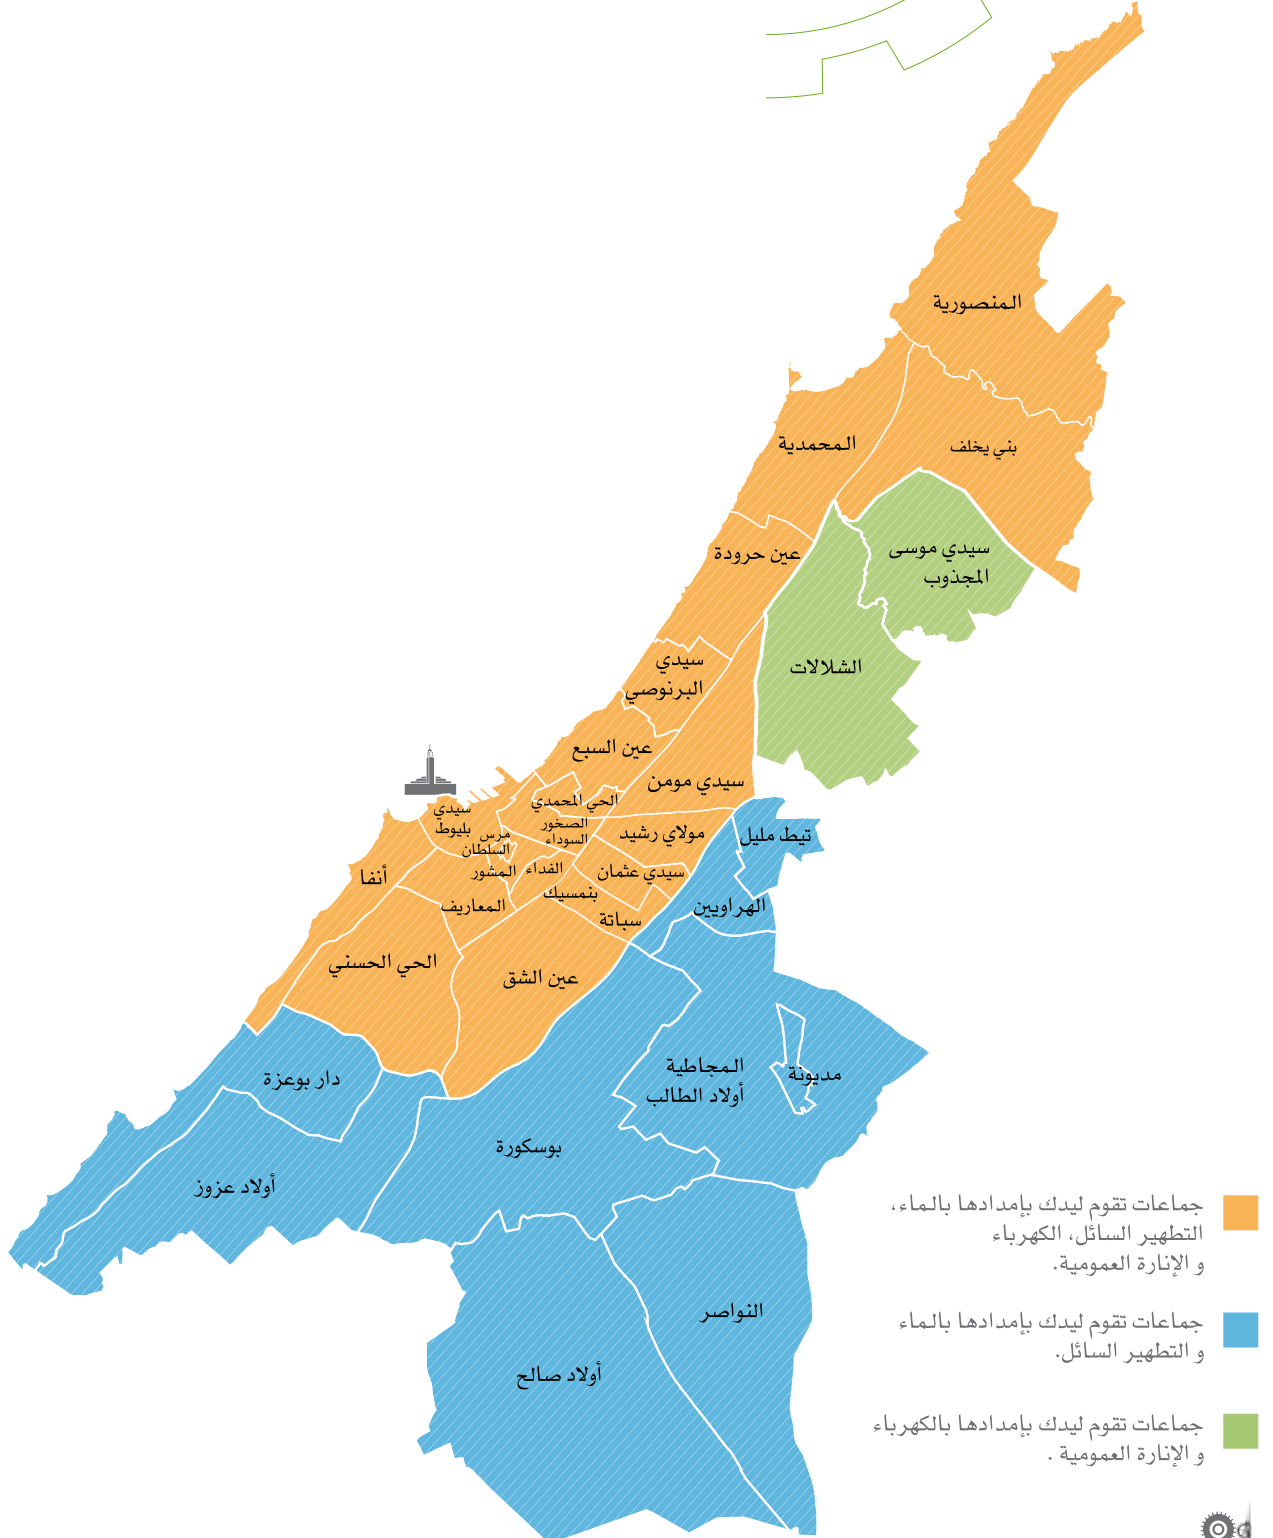 المنصورية
المحمدية
بني يخلف
عين حرودة
سيدي موسى
المجذوب
الشلالات
سيدي
البرنوصي
عين السبع
سيدي مومن
الحي المحمدي
سيدي
بليوط
الصخور
السوداء
مرس
السلطان
مولاي رشيد
تيط مليل
المشور
الفداء
سيدي عثمان
أنفا
بنمسيك
المعاريف
سباتة
الهراويين
الحي الحسني
عين الشق
دار بوعزة
المجاطية
أولاد الطالب
مديونة
بوسكورة
أولاد عزوز
النواصر
أولاد صالح
جماعات تقوم ليدك بإمدادها بالماء،
التطهير السائل، الكهرباء
و الإنارة العمومية.
جماعات تقوم ليدك بإمدادها بالماء
و التطهير السائل.
جماعات تقوم ليدك بإمدادها بالكهرباء
و الإنارة العمومية .